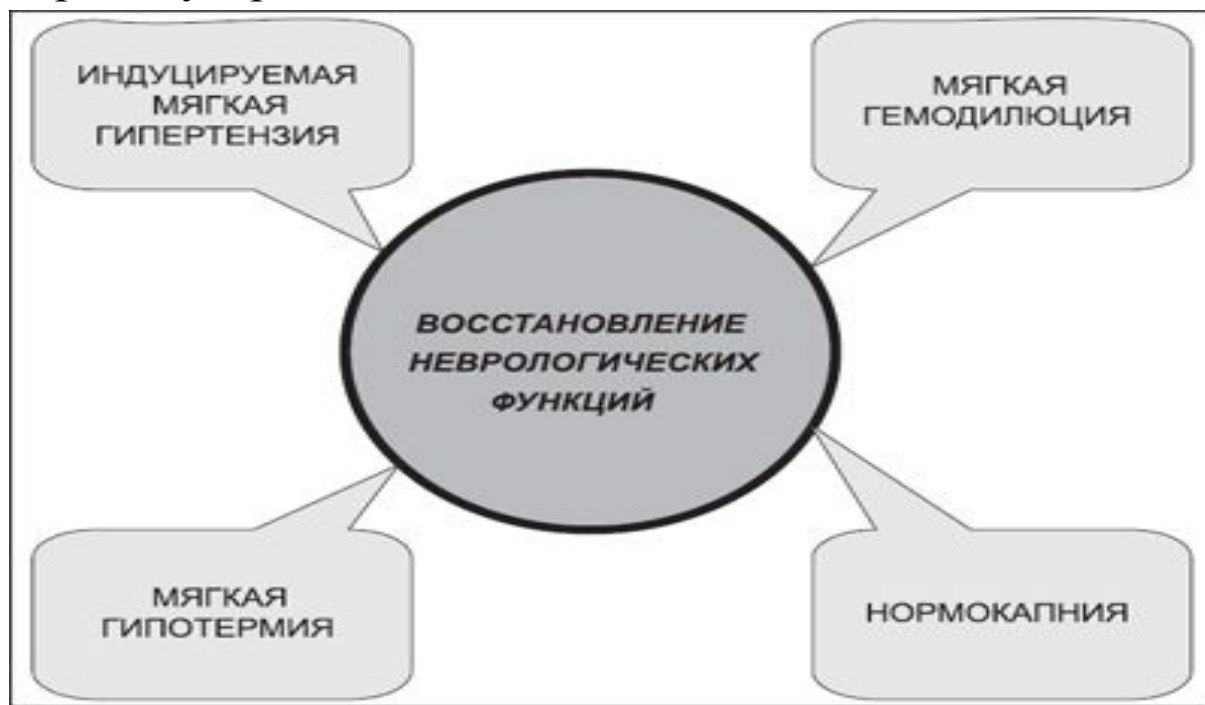 ИНДУЦИРУЕМАЯ
МЯГКАЯ
ГИПЕРТЕНЗИЯ
МЯГКАЯ
ГЕМОДИЛЮЦИЯ
ВОССТАНОВЛЕНИЕ
НЕВРОЛОГИЧЕСКИХ
ФУНКЦИЙ
МЯГКАЯ
ГИПОТЕРМИЯ
НОРМОКАПНИЯ